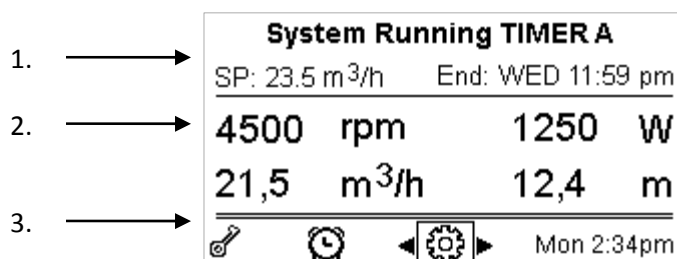 System Running TIMER A
1.
SP: 23.5 m³/h End: WED 11:59 pm
2.
4500 rpm 1250 W
21,5 m³/h 12,4 m
3.
Mon 2:34pm